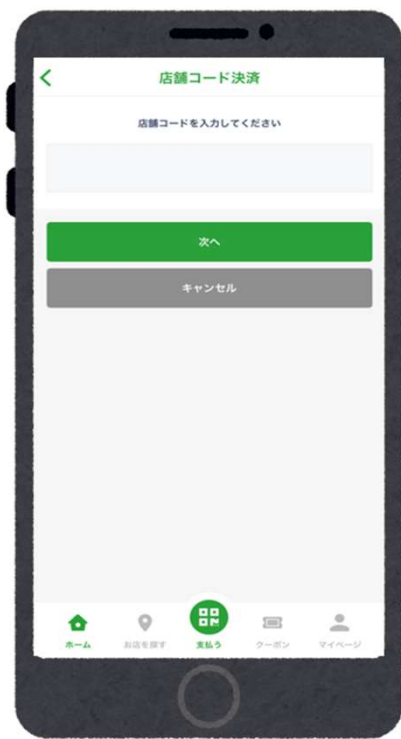 店舗コード決済
店舗コードを入力してください
次へ
キャンセル
ホーム
お店を探す
支払う
クーポン
マイページ